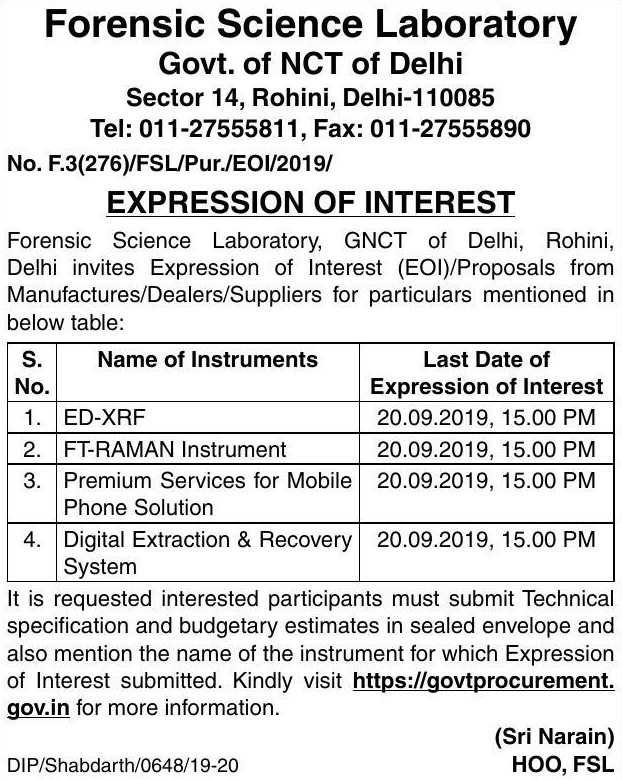 Forensic Science Laboratory
Govt. of NCT of Delhi
Sector 14, Rohini, Delhi-110085
Tel: 011-27555811, Fax: 011-27555890
No. F.3(276)/FSL/Pur./EOI/2019/
EXPRESSION OF INTEREST
Forensic Science Laboratory, GNCT of Delhi, Rohini,
Delhi invites Expression of Interest (EOI)/Proposals from
Manufactures/Dealers/Suppliers for particulars mentioned in
below table:
S. No. Name of Instruments Last Date of Expression of Interest
1. ED-XRF 20.09.2019, 15.00 PM
2. FT-RAMAN Instrument 20.09.2019, 15.00 PM
3. Premium Services for Mobile Phone Solution 20.09.2019, 15.00 PM
4. Digital Extraction & Recovery System 20.09.2019, 15.00 PM
It is requested interested participants must submit Technical
specification and budgetary estimates in sealed envelope and
also mention the name of the instrument for which Expression
of Interest submitted. Kindly visit https://govtprocurement.
gov.in for more information.
(Sri Narain)
DIP/Shabdarth/0648/19-20 HOO, FSL